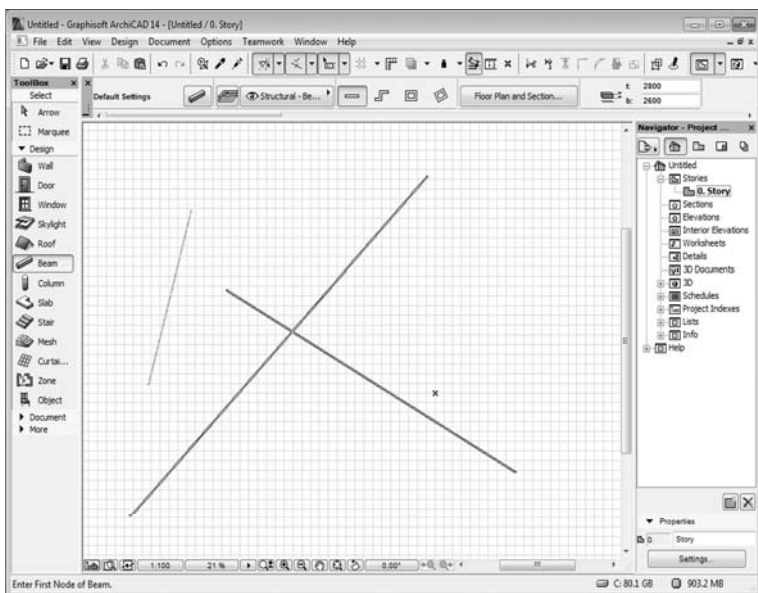 Untitled - Graphisoft ArchiCAD 14 - [Untitled / 0. Story]
File Edit View Design Document Options Teamwork Window Help
ToolBox
Select
Arrow
Marquee
Design
Wall
Door
Window
Skylight
Roof
Beam
Column
Slab
Stair
Mesh
Curtai...
Zone
Object
Document
More
Default Settings
Structural - Be...
Floor Plan and Section...
t: 2800
b: 2600
Navigator - Project ...
Untitled
Stories
0. Story
Sections
Elevations
Interior Elevations
Worksheets
Details
3D Documents
3D
Schedules
Project Indexes
Lists
Info
Help
Properties
0. Story
Settings...
1:100 21 % 0,00°
Enter First Node of Beam. C: 80.1 GB 903.2 MB